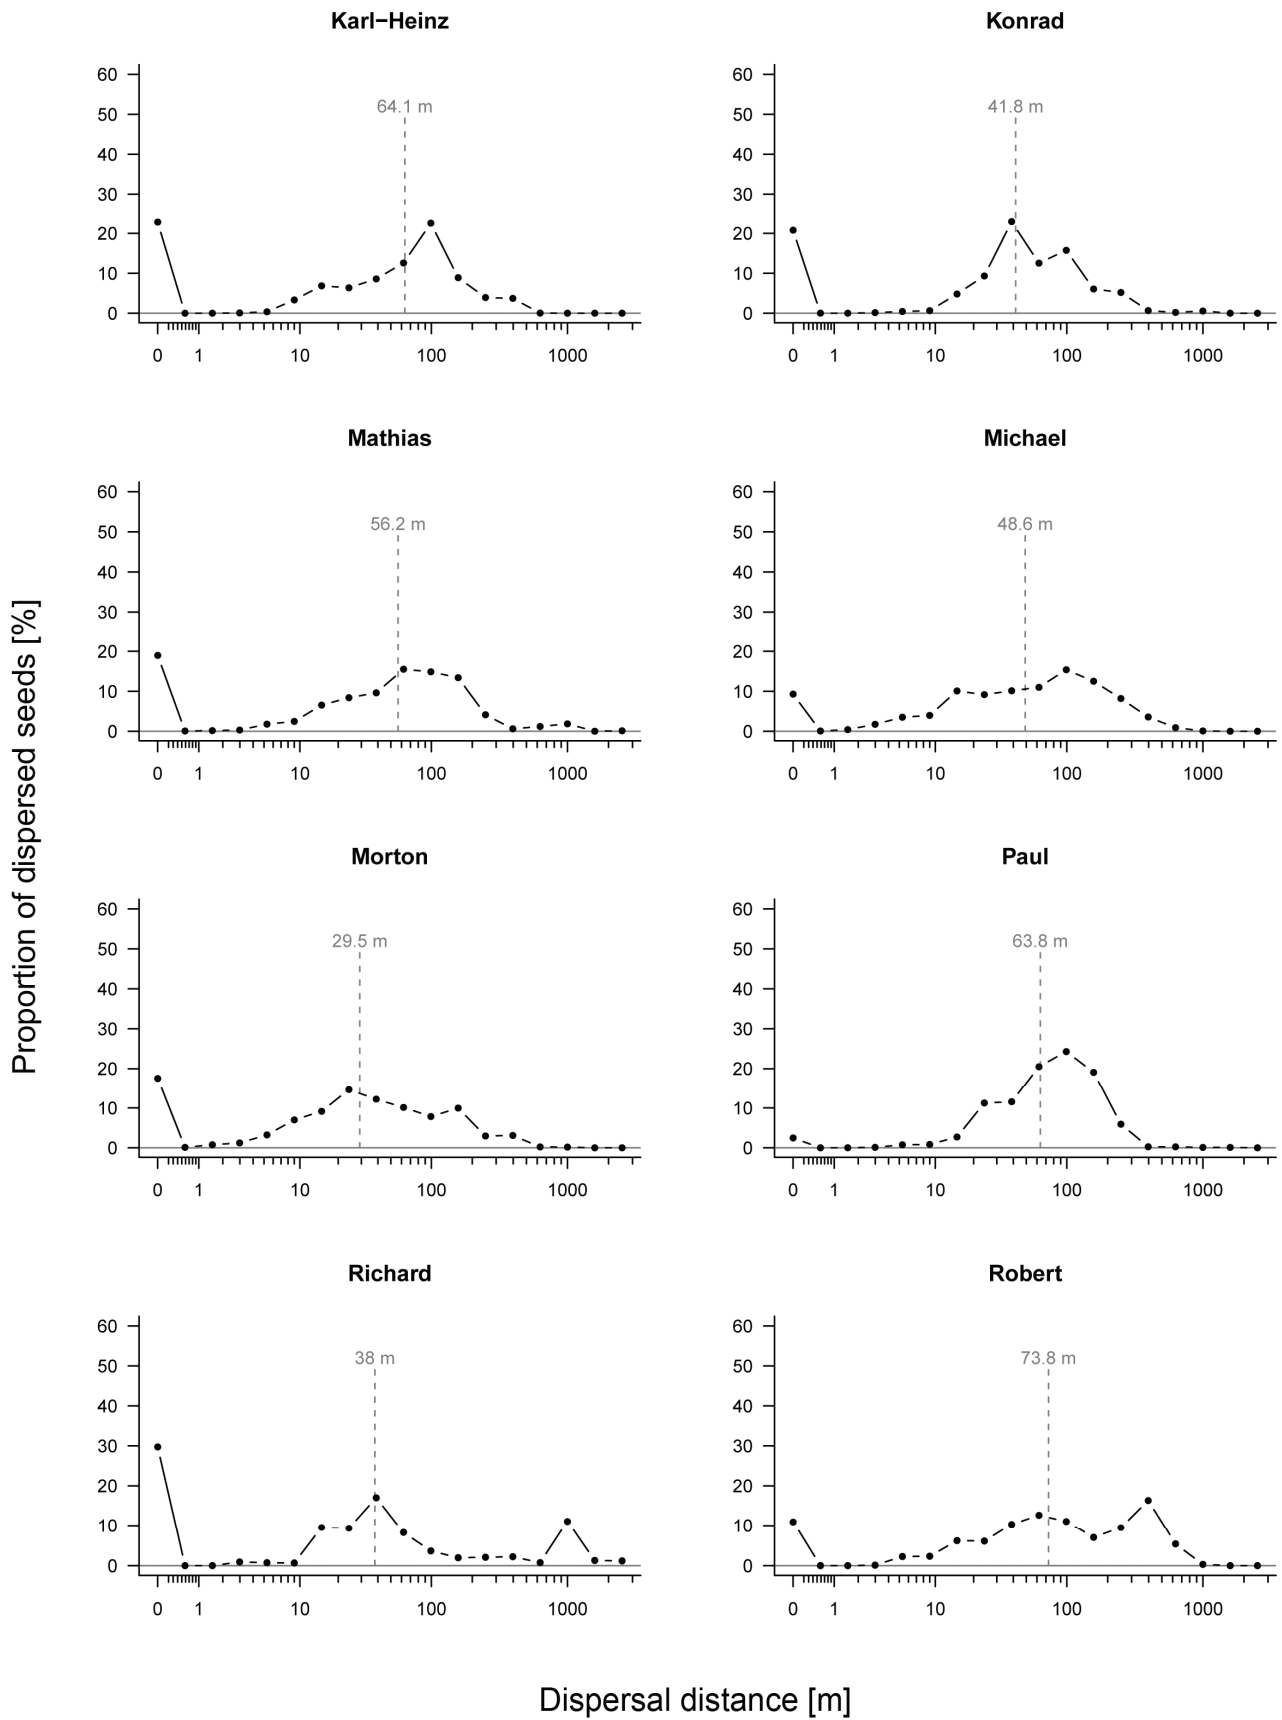 Karl−Heinz
60
50
40
30
20
10
0
64.1 m
0 1 10 100 1000
Konrad
60
50
40
30
20
10
0
41.8 m
0 1 10 100 1000
Mathias
60
50
40
30
20
10
0
56.2 m
0 1 10 100 1000
Michael
60
50
40
30
20
10
0
48.6 m
0 1 10 100 1000
Proportion of dispersed seeds [%]
Morton
60
50
40
30
20
10
0
29.5 m
0 1 10 100 1000
Paul
60
50
40
30
20
10
0
63.8 m
0 1 10 100 1000
Richard
60
50
40
30
20
10
0
38 m
0 1 10 100 1000
Robert
60
50
40
30
20
10
0
73.8 m
0 1 10 100 1000
Dispersal distance [m]